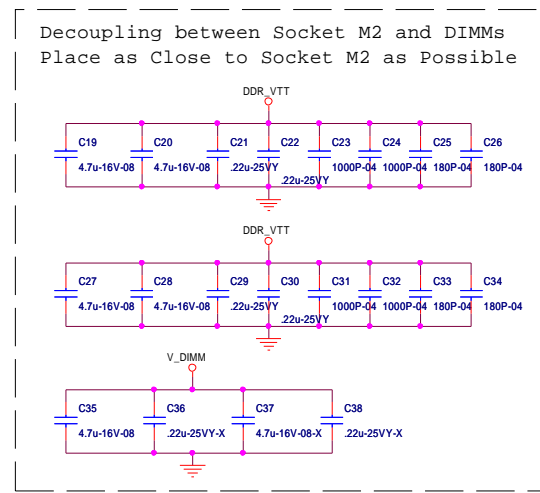 Decoupling between Socket M2 and DIMMs
Place as Close to Socket M2 as Possible
DDR_VTT
C19 C20 C21 C22 C23 C24 C25 C26
4.7u-16V-08 4.7u-16V-08 .22u-25VY 1000P-04 1000P-04 180P-04 180P-04
.22u-25VY
DDR_VTT
C27 C28 C29 C30 C31 C32 C33 C34
4.7u-16V-08 4.7u-16V-08 .22u-25VY 1000P-04 1000P-04 180P-04 180P-04
.22u-25VY
V_DIMM
C35 C36 C37 C38
4.7u-16V-08 .22u-25VY-X 4.7u-16V-08-X .22u-25VY-X